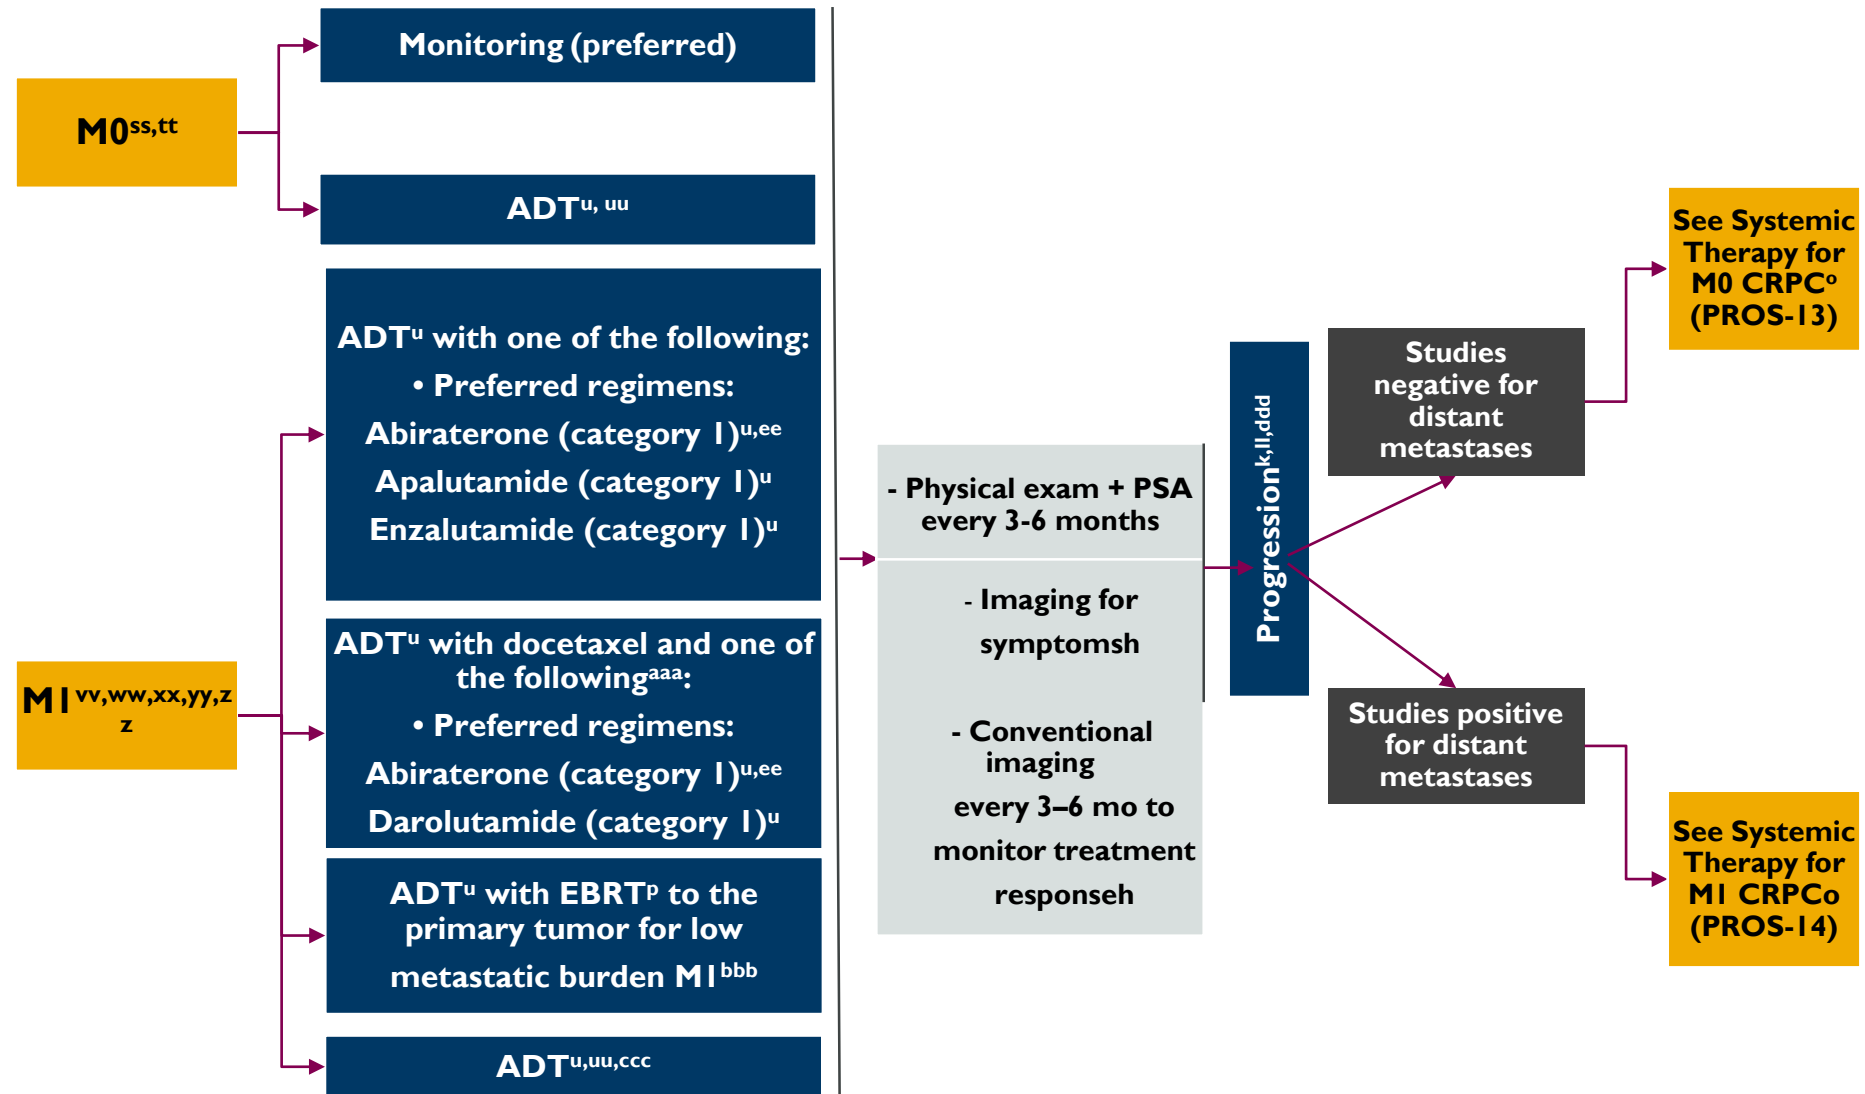 Monitoring (preferred)
M0ss,tt
ADTu, uu
ADTu with one of the following:
• Preferred regimens:
Abiraterone (category 1)u,ee
Apalutamide (category 1)u
Enzalutamide (category 1)u
M1vv,ww,xx,yy,z
z
ADTu with docetaxel and one of
the followingaaa:
• Preferred regimens:
Abiraterone (category 1)u,ee
Darolutamide (category 1)u
ADTu with EBRTp to the
primary tumor for low
metastatic burden M1bbb
ADTu,uu,ccc
- Physical exam + PSA
every 3-6 months
- Imaging for
symptomsh
- Conventional
imaging
every 3–6 mo to
monitor treatment
responseh
Progressionk,ll,ddd
Studies
negative for
distant
metastases
Studies positive
for distant
metastases
See Systemic
Therapy for
M0 CRPCo
(PROS-13)
See Systemic
Therapy for
M1 CRPCo
(PROS-14)